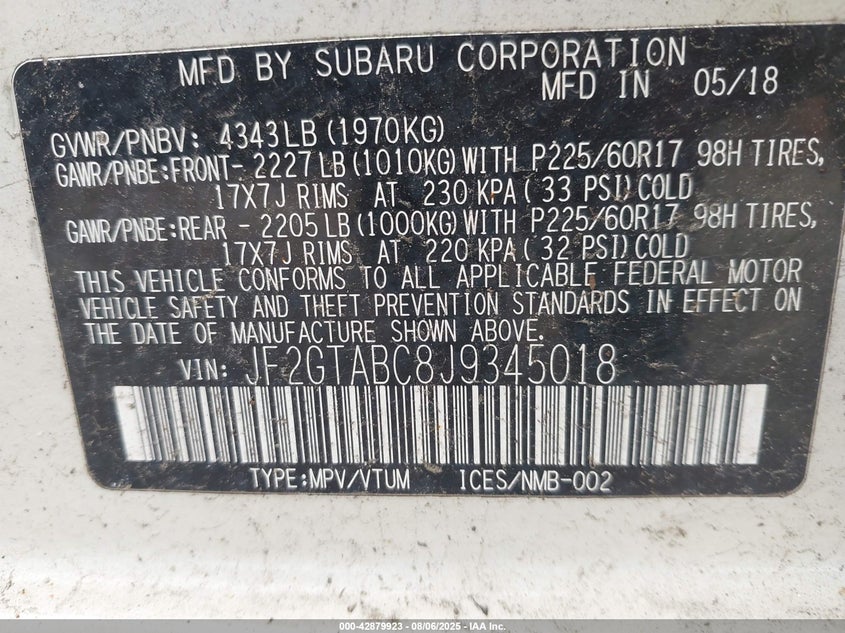 MFD BY SUBARU CORPORATION
MFD IN 05/18
GVWR/PNBV: 4343LB (1970KG)
GAWR/PNBE:FRONT- 2227LB (1010KG) WITH P225/60R17 98H TIRES,
17X7J RIMS AT 230 KPA ( 33 PSI) COLD
GAWR/PNBE:REAR - 2205LB (1000KG) WITH P225/60R17 98H TIRES,
17X7J RIMS AT 220 KPA ( 32 PSI) COLD
THIS VEHICLE CONFORMS TO ALL APPLICABLE FEDERAL MOTOR
VEHICLE SAFETY AND THEFT PREVENTION STANDARDS IN EFFECT ON
THE DATE OF MANUFACTURE SHOWN ABOVE.
VIN: JF2GTABC8J9345018
TYPE:MPV/VTUM ICES/NMB-002
000-42879923 - 08/06/2025 - IAA Inc.